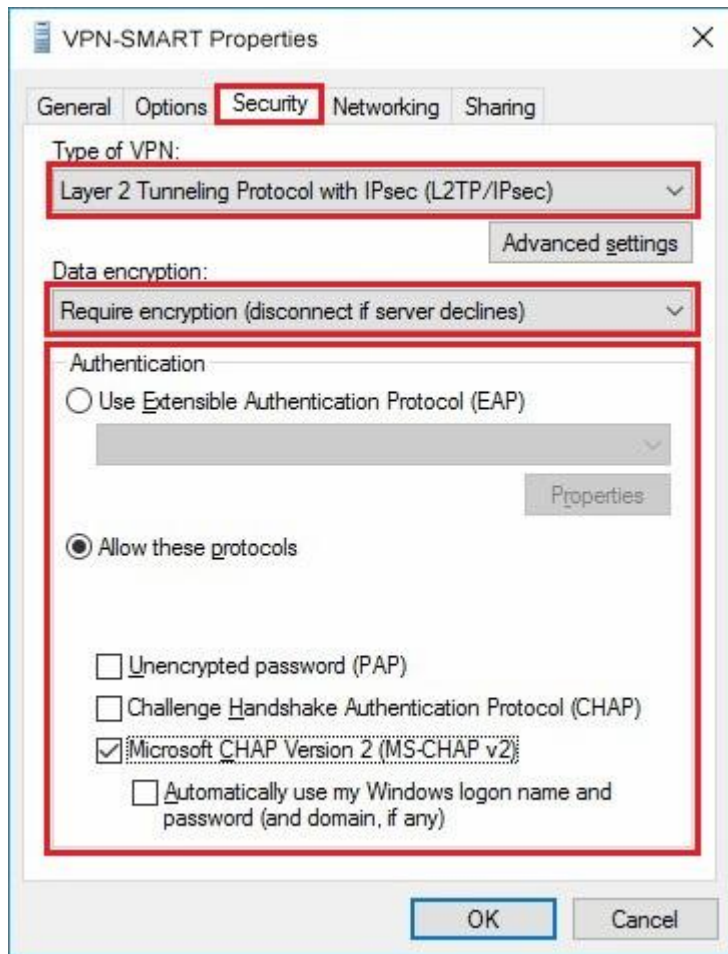 VPN-SMART Properties
General Options Security Networking Sharing
Type of VPN:
Layer 2 Tunneling Protocol with IPsec (L2TP/IPsec)
Advanced settings
Data encryption:
Require encryption (disconnect if server declines)
Authentication
Use Extensible Authentication Protocol (EAP)
Properties
Allow these protocols
Unencrypted password (PAP)
Challenge Handshake Authentication Protocol (CHAP)
Microsoft CHAP Version 2 (MS-CHAP v2)
Automatically use my Windows logon name and
password (and domain, if any)
OK Cancel